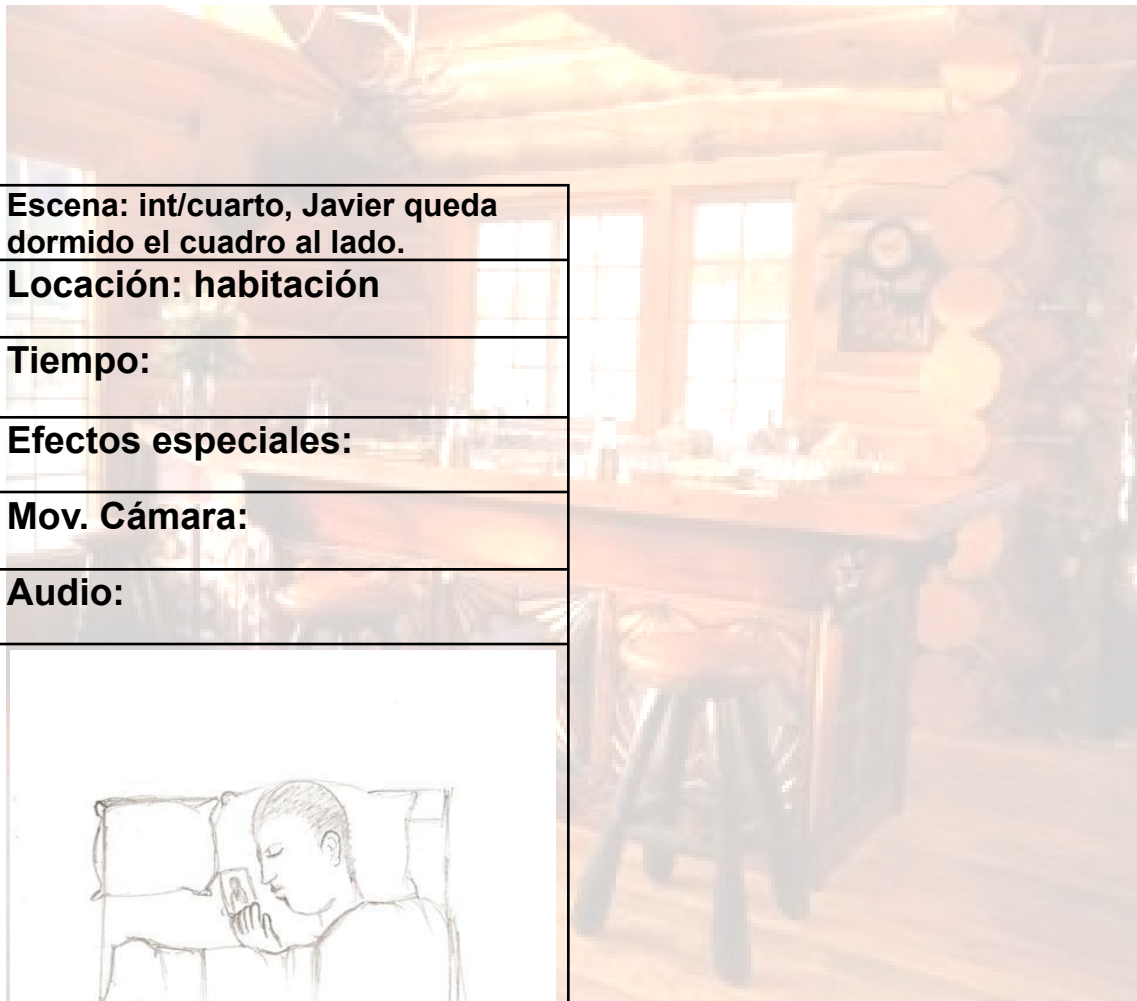 Escena: int/cuarto, Javier queda
dormido el cuadro al lado.
Locación: habitación
Tiempo:
Efectos especiales:
Mov. Cámara:
Audio: